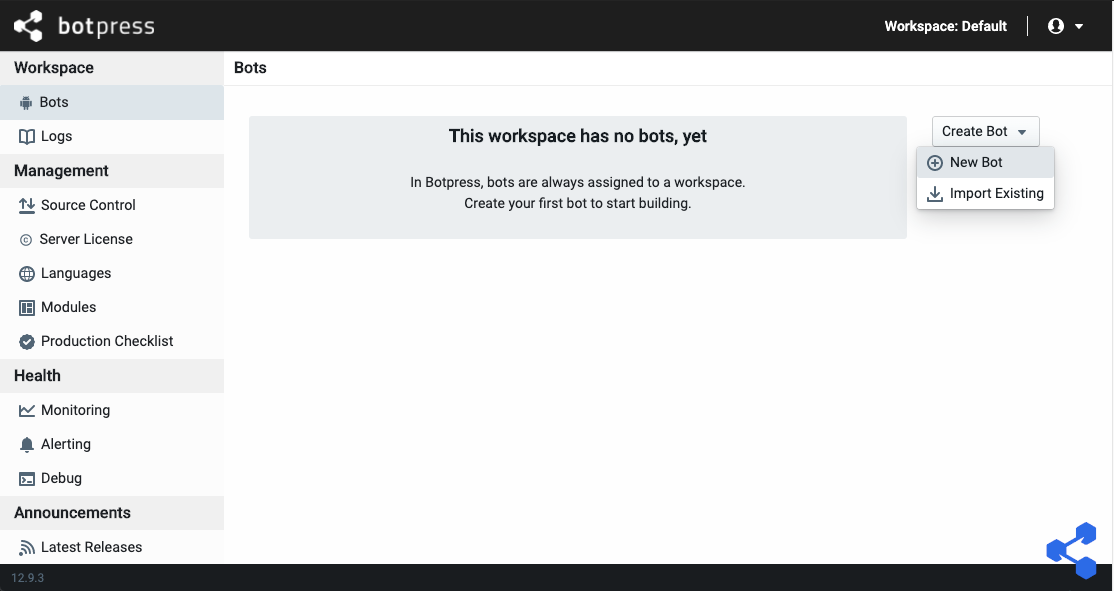 botpress
Workspace: Default
Workspace
Bots
Logs
Management
Source Control
Server License
Languages
Modules
Production Checklist
Health
Monitoring
Alerting
Debug
Announcements
Latest Releases
12.9.3
Bots
This workspace has no bots, yet
In Botpress, bots are always assigned to a workspace.
Create your first bot to start building.
Create Bot
New Bot
Import Existing